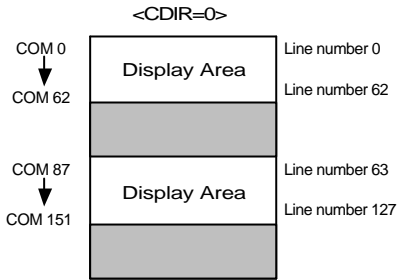 <CDIR=0>
COM 0
Line number 0
Display Area
COM 62
Line number 62
COM 87
Line number 63
Display Area
COM 151
Line number 127